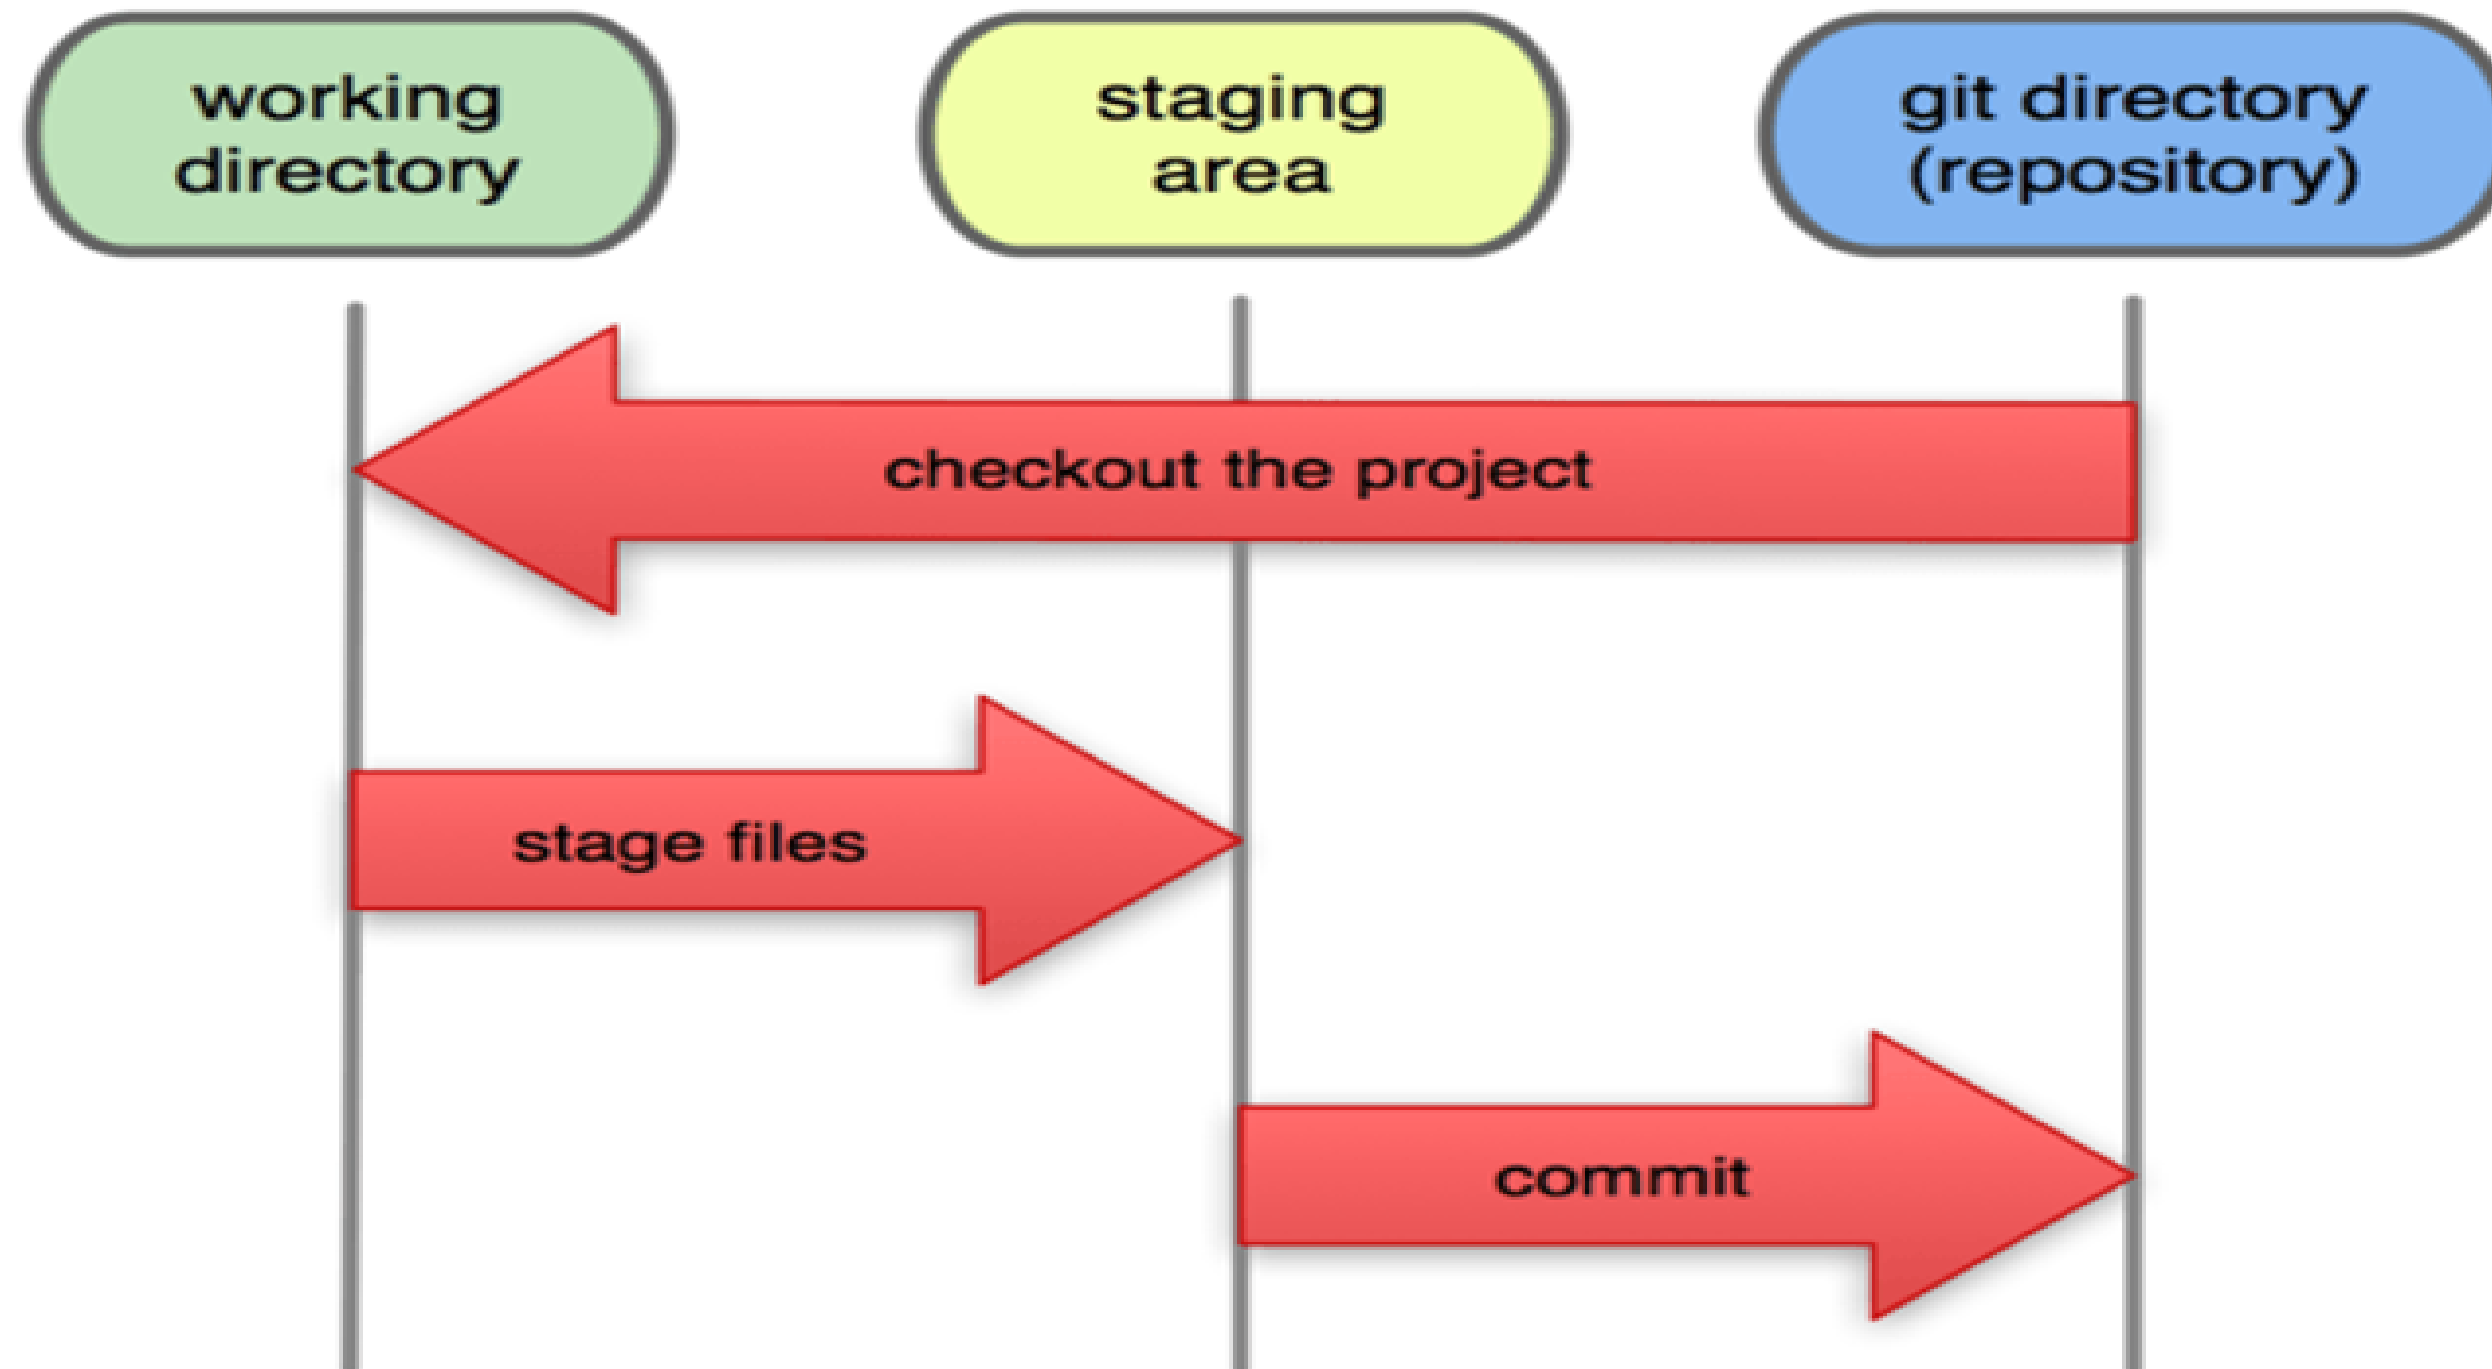 working
directory
staging
area
git directory
(repository)
checkout the project
stage files
commit